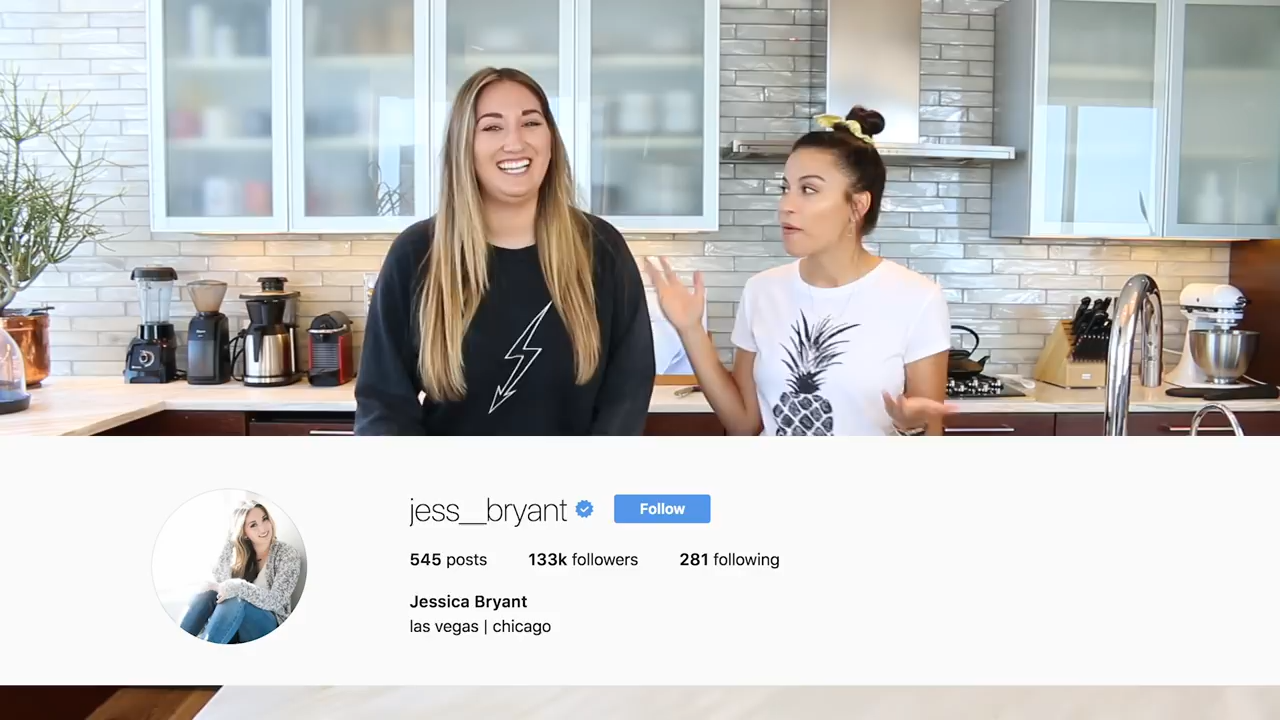 jess__bryant Follow
545 posts 133k followers 281 following
Jessica Bryant
las vegas | chicago